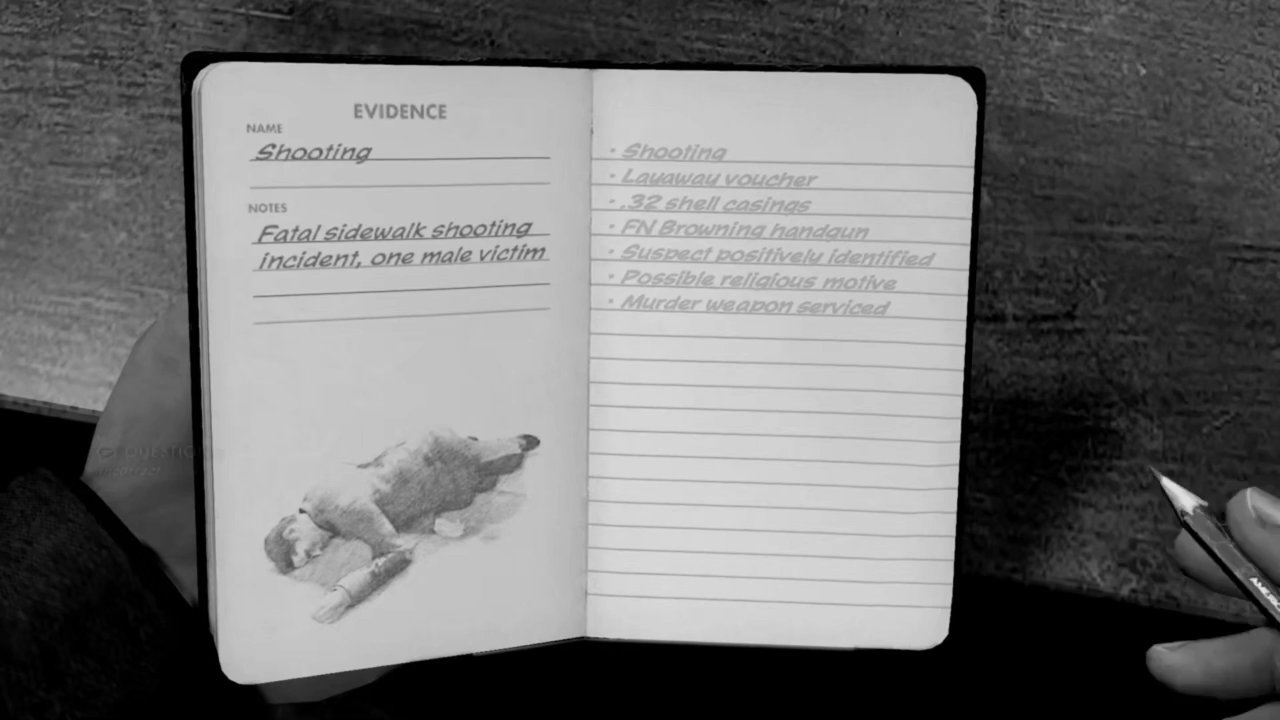 EVIDENCE
NAME
Shooting
NOTES
Fatal sidewalk shooting
incident, one male victim
• Shooting
• Layaway voucher
• .32 shell casings
• FN Browning handgun
• Suspect positively identified
• Possible religious motive
• Murder weapon serviced